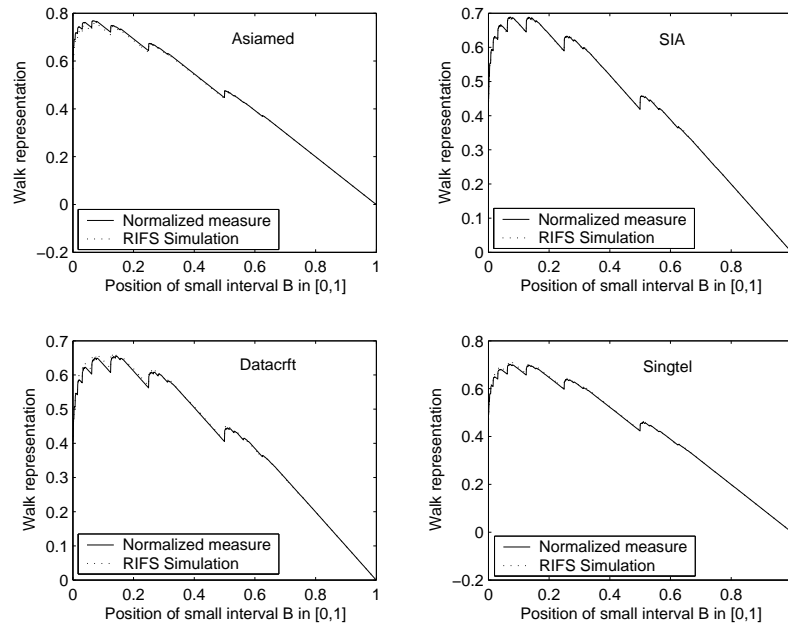 0.8
0.6
0.4
0.2
0
−0.2
0 0.2 0.4 0.6 0.8 1
Walk representation
Position of small interval B in [0,1]
Asiamed
Normalized measure
RIFS Simulation
0.7
0.6
0.5
0.4
0.3
0.2
0.1
0
0 0.2 0.4 0.6 0.8
Walk representation
Position of small interval B in [0,1]
SIA
Normalized measure
RIFS Simulation
0.7
0.6
0.5
0.4
0.3
0.2
0.1
0
0 0.2 0.4 0.6 0.8 1
Walk representation
Position of small interval B in [0,1]
Datacrft
Normalized measure
RIFS Simulation
0.8
0.6
0.4
0.2
0
−0.2
0 0.2 0.4 0.6 0.8
Walk representation
Position of small interval B in [0,1]
Singtel
Normalized measure
RIFS Simulation